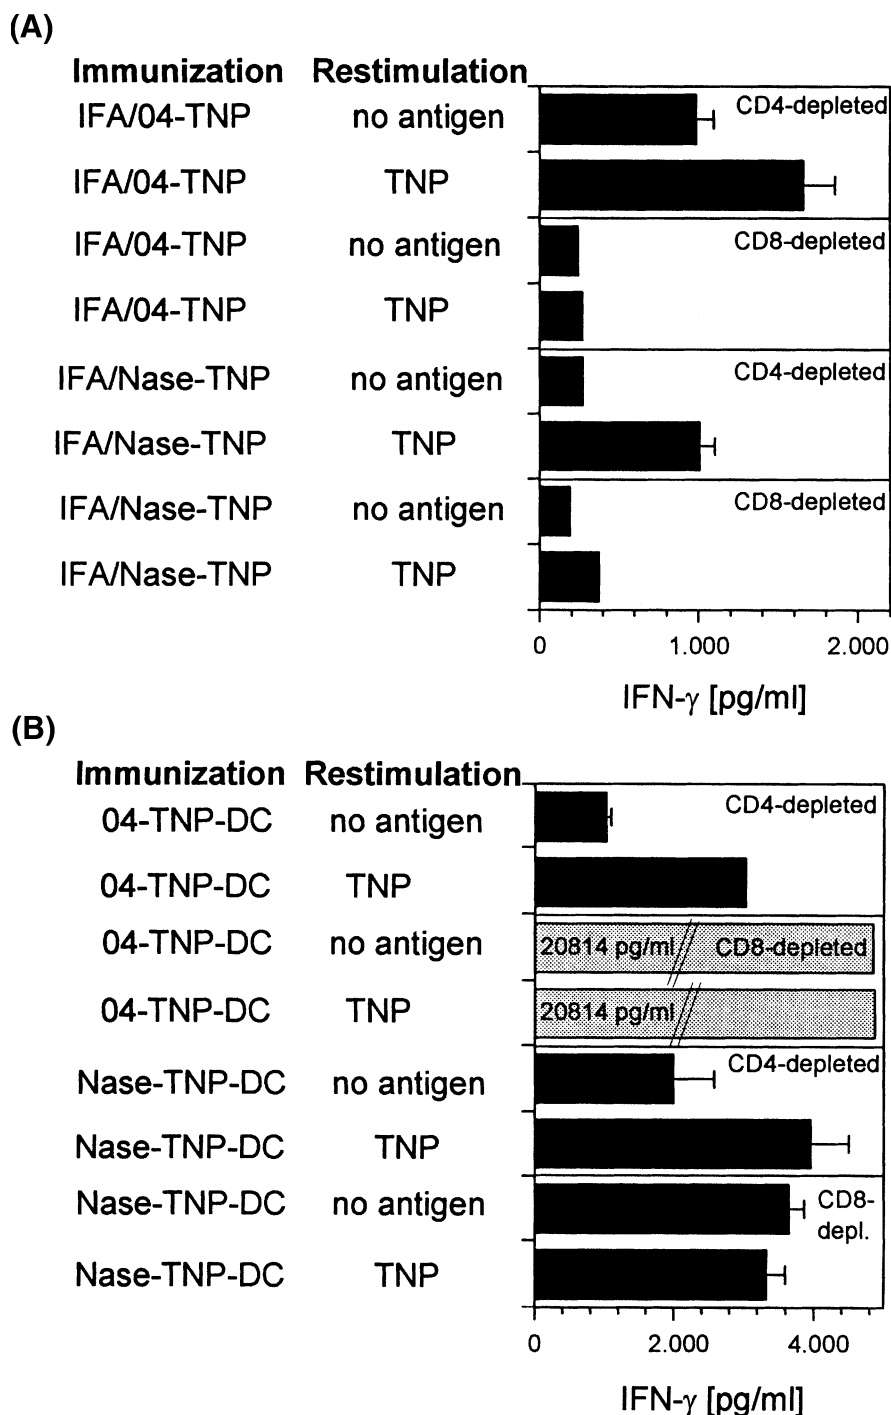 (A)
Immunization Restimulation
IFA/04-TNP no antigen CD4-depleted
IFA/04-TNP TNP
IFA/04-TNP no antigen CD8-depleted
IFA/04-TNP TNP
IFA/Nase-TNP no antigen CD4-depleted
IFA/Nase-TNP TNP
IFA/Nase-TNP no antigen CD8-depleted
IFA/Nase-TNP TNP
0 1.000 2.000
IFN-γ [pg/ml]
(B)
Immunization Restimulation
04-TNP-DC no antigen CD4-depleted
04-TNP-DC TNP
04-TNP-DC no antigen 20814 pg/ml CD8-depleted
04-TNP-DC TNP 20814 pg/ml
Nase-TNP-DC no antigen CD4-depleted
Nase-TNP-DC TNP
Nase-TNP-DC no antigen CD8-
depl.
Nase-TNP-DC TNP
0 2.000 4.000
IFN-γ [pg/ml]